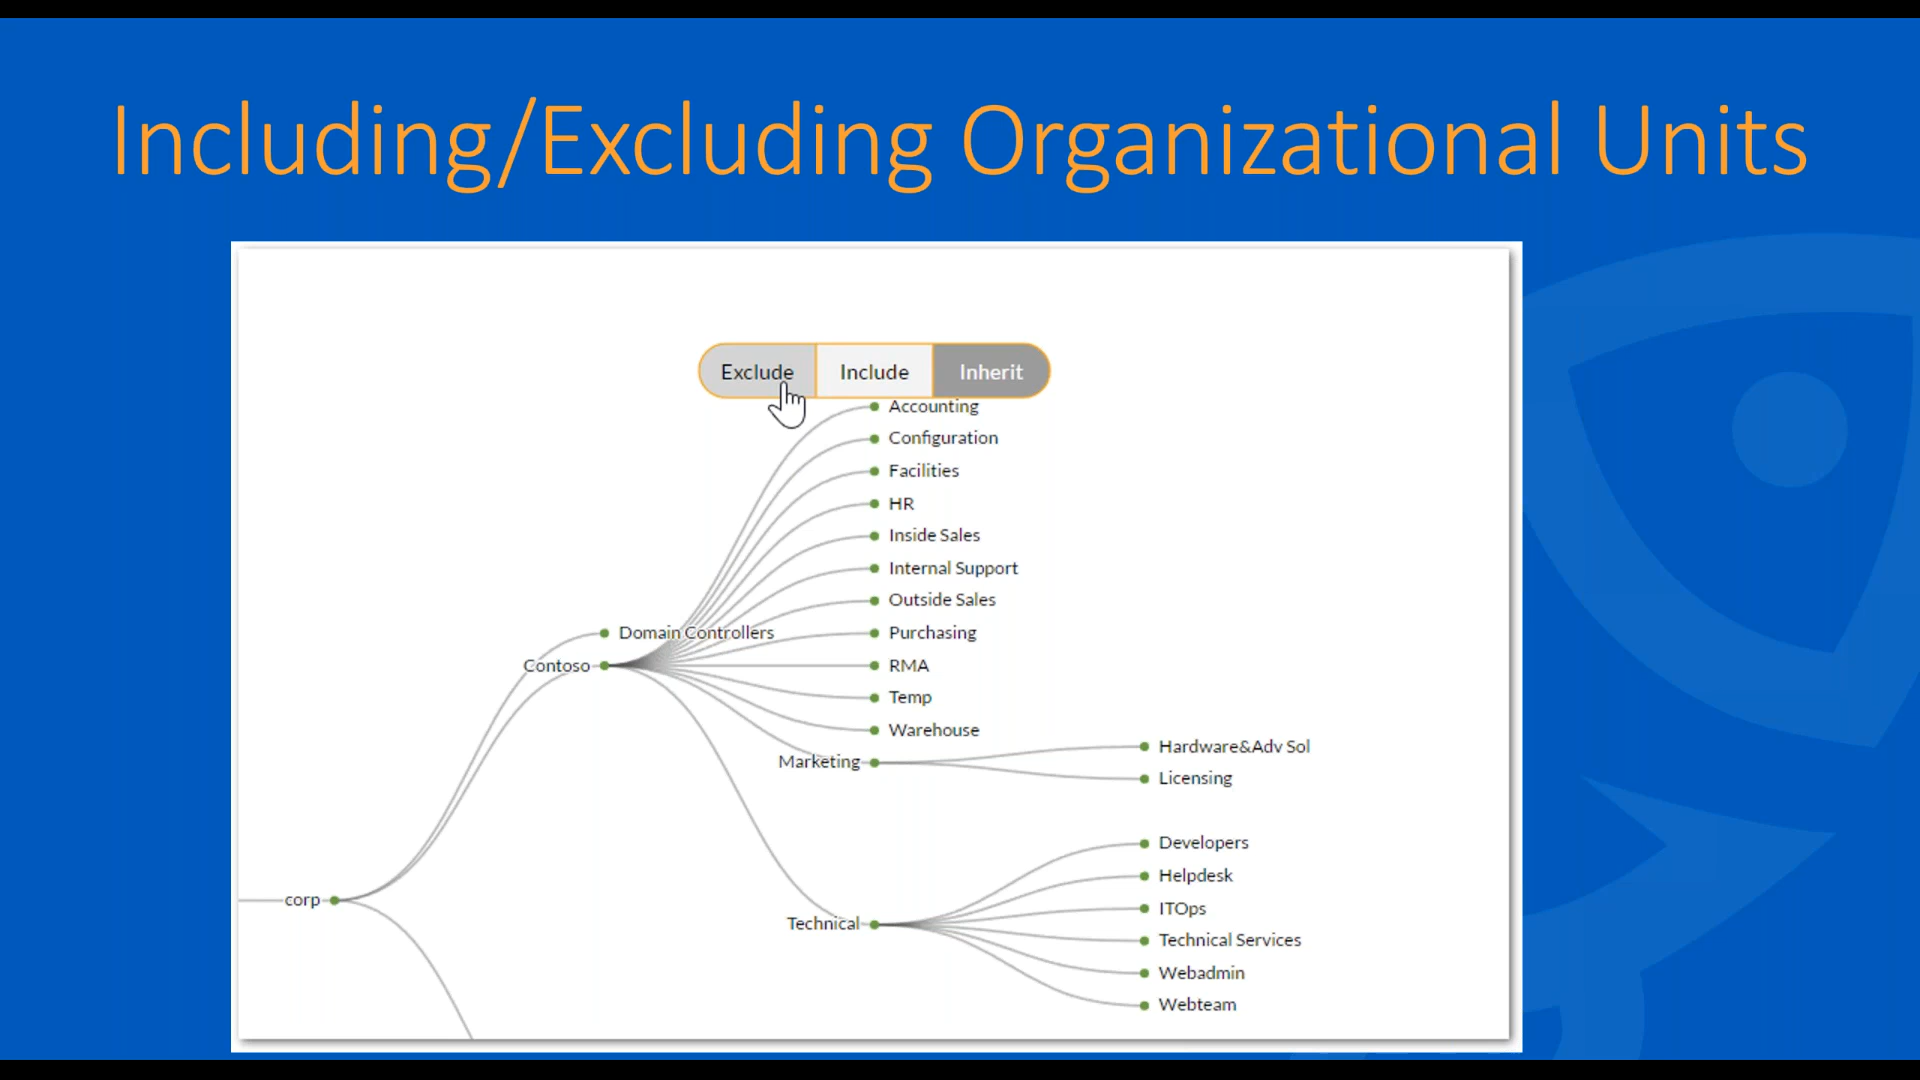 Including/Excluding Organizational Units
Exclude Include Inherit
Accounting
Configuration
Facilities
HR
Inside Sales
Internal Support
Outside Sales
Domain Controllers Purchasing
Contoso RMA
Temp
Warehouse
Marketing Hardware&Adv Sol
Licensing
Developers
Helpdesk
corp ITOps
Technical Technical Services
Webadmin
Webteam